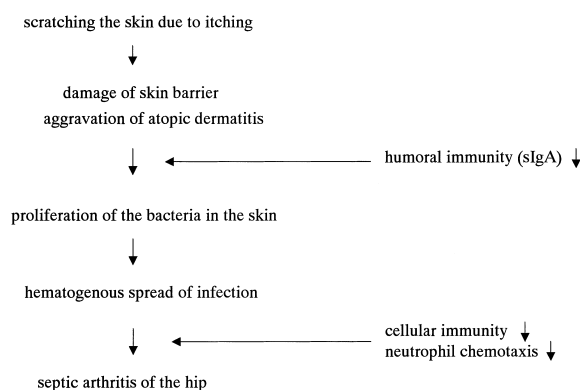 scratching the skin due to itching
damage of skin barrier
aggravation of atopic dermatitis
humoral immunity (sIgA) ↓
proliferation of the bacteria in the skin
hematogenous spread of infection
cellular immunity ↓
neutrophil chemotaxis ↓
septic arthritis of the hip